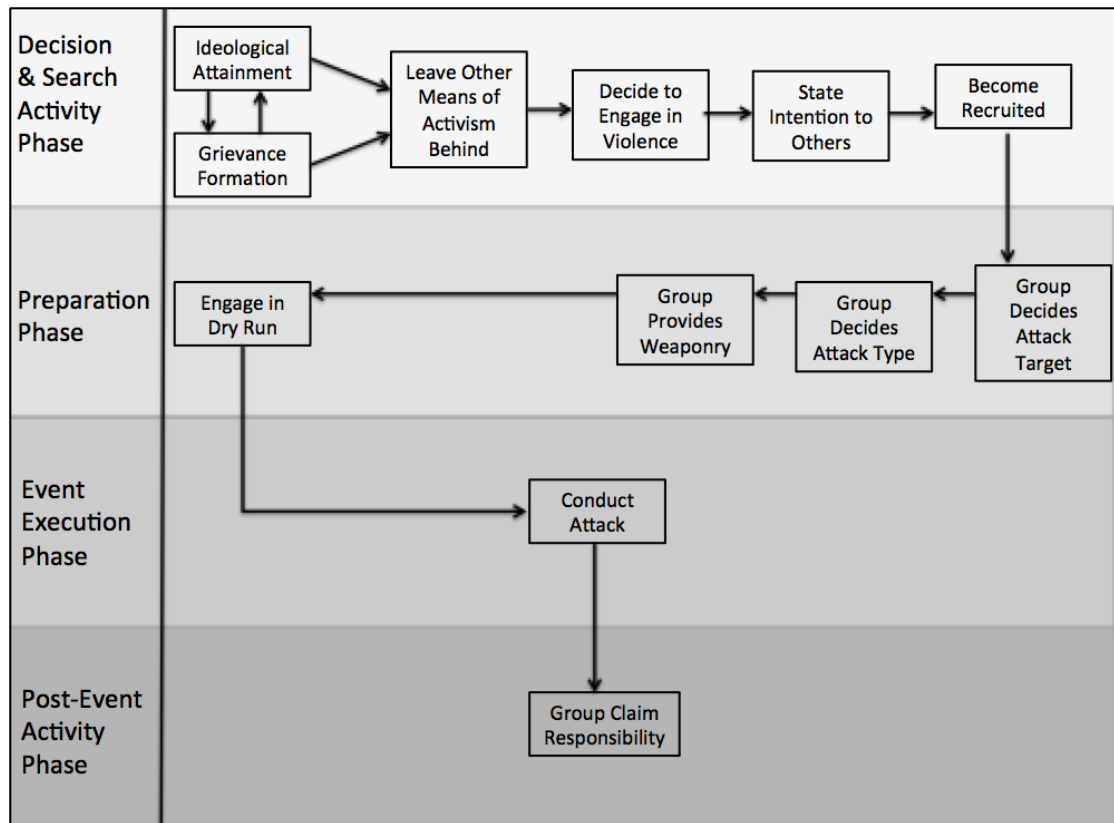 Decision
& Search
Activity
Phase
Ideological
Attainment
Grievance
Formation
Leave Other
Means of
Activism
Behind
Decide to
Engage in
Violence
State
Intention to
Others
Become
Recruited
Preparation
Phase
Engage in
Dry Run
Group
Provides
Weaponry
Group
Decides
Attack Type
Group
Decides
Attack
Target
Event
Execution
Phase
Conduct
Attack
Post-Event
Activity
Phase
Group Claim
Responsibility